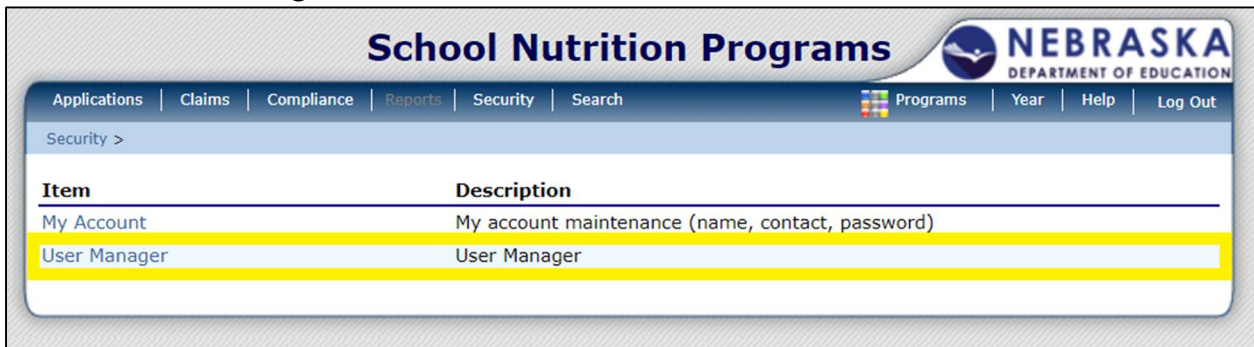 School Nutrition Programs
NEBRASKA
DEPARTMENT OF EDUCATION
Applications | Claims | Compliance | Reports | Security | Search Programs | Year | Help | Log Out
Security >
Item Description
My Account My account maintenance (name, contact, password)
User Manager User Manager